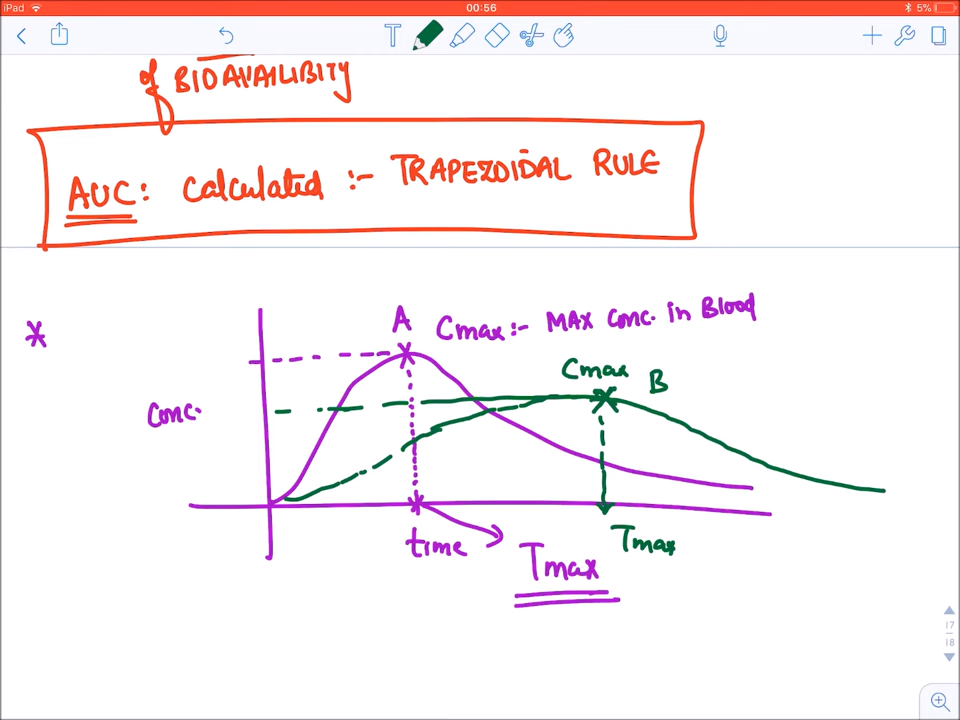 iPad 00:56 5%
of BIOAVAILIBITY
AUC: Calculated :- TRAPEZOIDAL RULE
*
A
Cmax :- MAX Conc. in Blood
Cmax B
Conc.
time
Tmax
Tmax
17
18